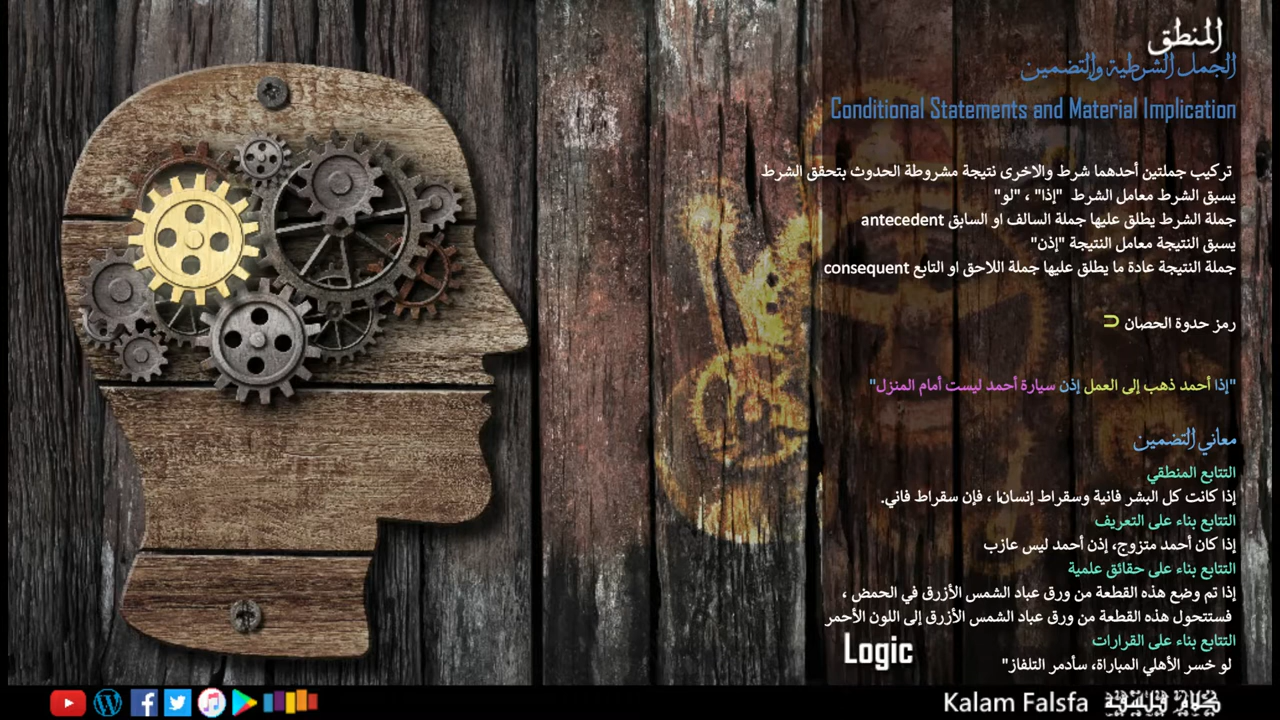 المنطق
الجمل الشرطية والتضمين
Conditional Statements and Material Implication
تركيب جملتين أحدهما شرط والاخرى نتيجة مشروطة الحدوث بتحقق الشرط
يسبق الشرط معامل الشرط "إذا" ، "لو"
جملة الشرط يطلق عليها جملة السالف او السابق antecedent
يسبق النتيجة معامل النتيجة "إذن"
جملة النتيجة عادة ما يطلق عليها جملة اللاحق او التابع consequent
رمز حدوة الحصان ⊃
"إذا أحمد ذهب إلى العمل إذن سيارة أحمد ليست أمام المنزل"
معاني التضمين
التتابع المنطقي
إذا كانت كل البشر فانية وسقراط إنسانا ، فإن سقراط فاني.
التتابع بناء على التعريف
إذا كان أحمد متزوج، إذن أحمد ليس عازب
التتابع بناء على حقائق علمية
إذا تم وضع هذه القطعة من ورق عباد الشمس الأزرق في الحمض ،
فستتحول هذه القطعة من ورق عباد الشمس الأزرق إلى اللون الأحمر
التتابع بناء على القرارات
لو خسر الأهلي المباراة، سأدمر التلفاز"
Logic
Kalam Falsfa كلام فلسفة